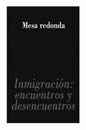 Mesa redonda
Inmigración:
encuentros y
desencuentros